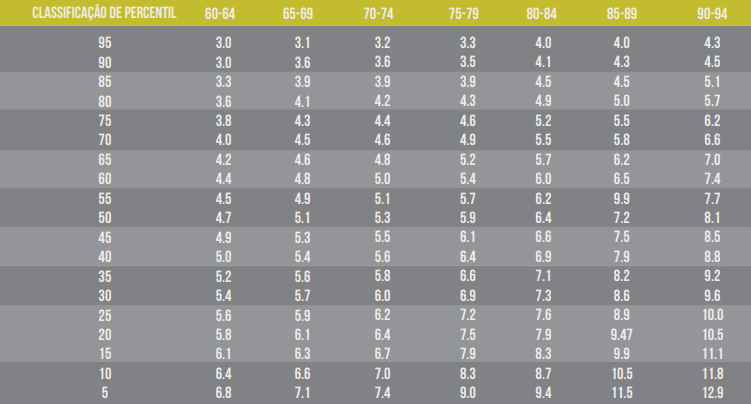 CLASSIFICAÇÃO DE PERCENTIL 60-64 65-69 70-74 75-79 80-84 85-89 90-94
95 3.0 3.1 3.2 3.3 4.0 4.0 4.3
90 3.0 3.6 3.6 3.5 4.1 4.3 4.5
85 3.3 3.9 3.9 3.9 4.5 4.5 5.1
80 3.6 4.1 4.2 4.3 4.9 5.0 5.7
75 3.8 4.3 4.4 4.6 5.2 5.5 6.2
70 4.0 4.5 4.6 4.9 5.5 5.8 6.6
65 4.2 4.6 4.8 5.2 5.7 6.2 7.0
60 4.4 4.8 5.0 5.4 6.0 6.5 7.4
55 4.5 4.9 5.1 5.7 6.2 9.9 7.7
50 4.7 5.1 5.3 5.9 6.4 7.2 8.1
45 4.9 5.3 5.5 6.1 6.6 7.5 8.5
40 5.0 5.4 5.6 6.4 6.9 7.9 8.8
35 5.2 5.6 5.8 6.6 7.1 8.2 9.2
30 5.4 5.7 6.0 6.9 7.3 8.6 9.6
25 5.6 5.9 6.2 7.2 7.6 8.9 10.0
20 5.8 6.1 6.4 7.5 7.9 9.47 10.5
15 6.1 6.3 6.7 7.9 8.3 9.9 11.1
10 6.4 6.6 7.0 8.3 8.7 10.5 11.8
5 6.8 7.1 7.4 9.0 9.4 11.5 12.9